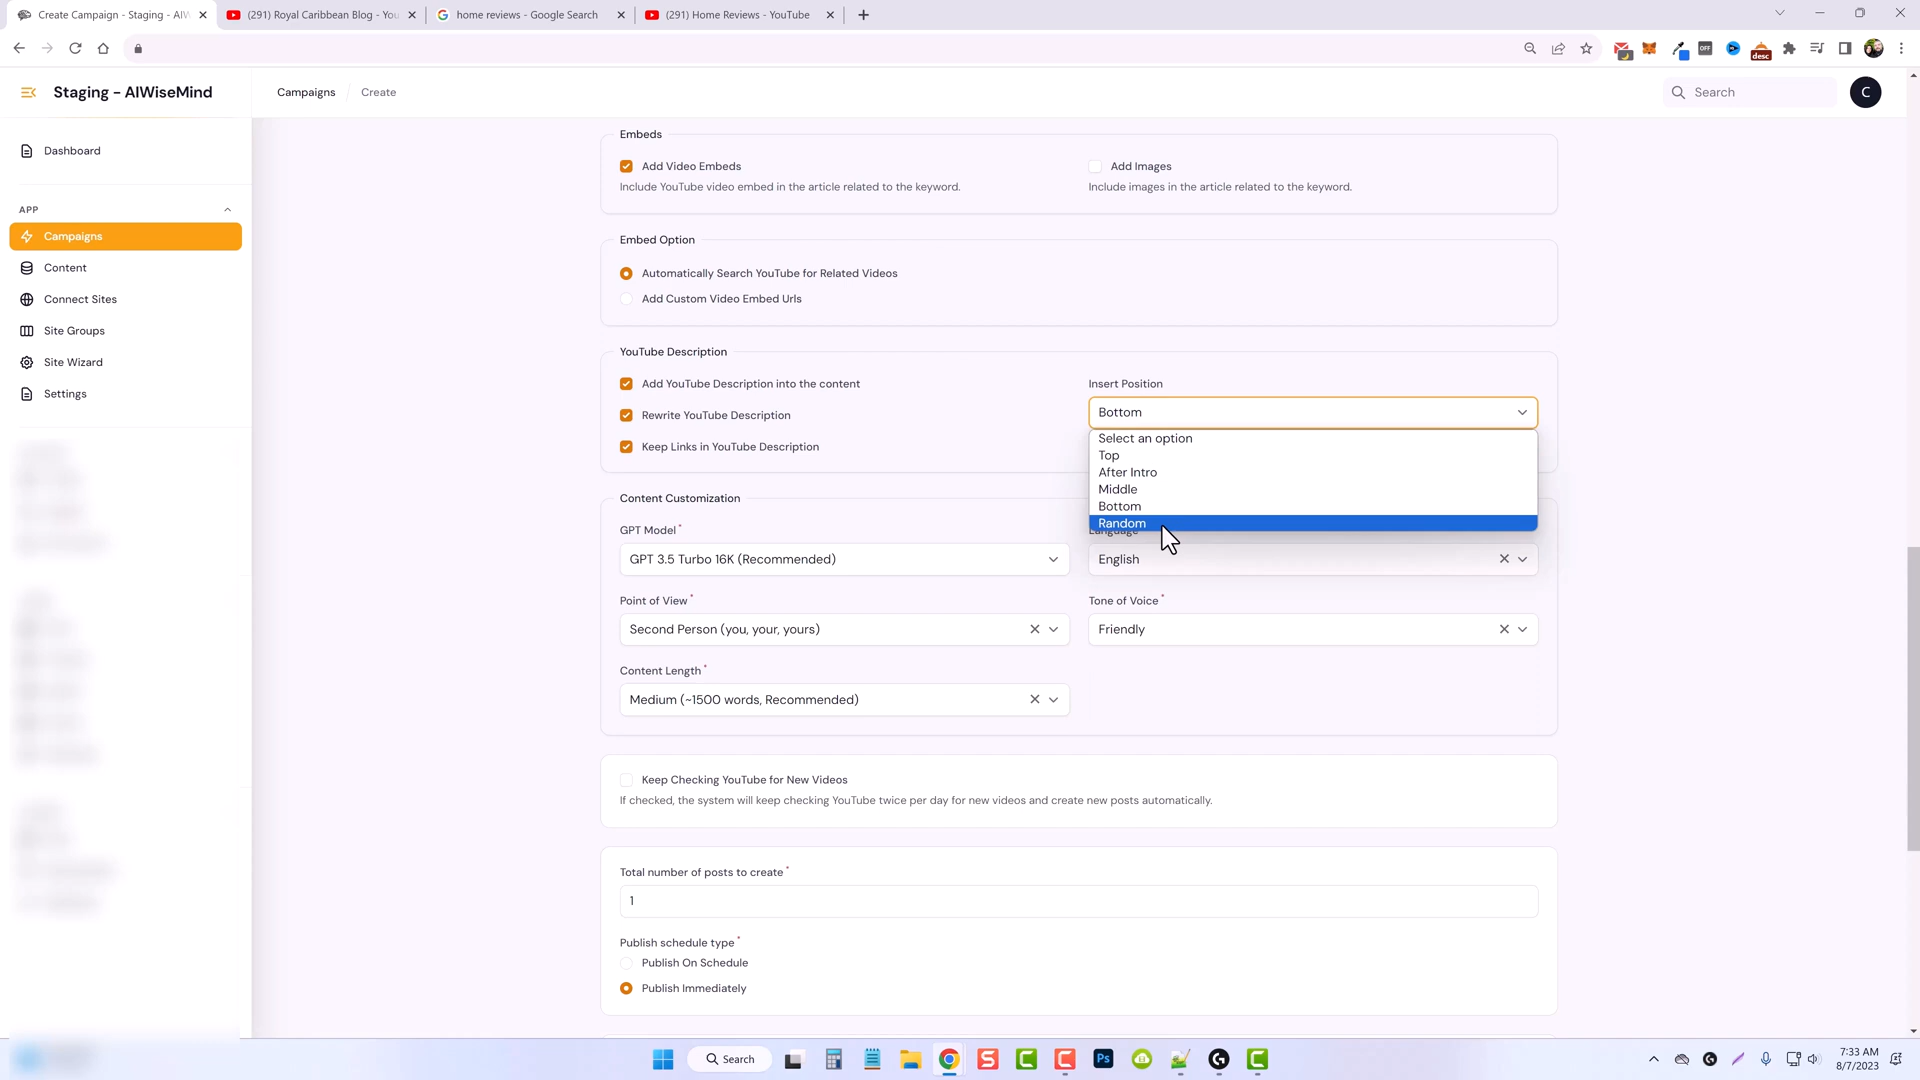 Create Campaign - Staging - AIW
(291) Royal Caribbean Blog - You
home reviews - Google Search
(291) Home Reviews - YouTube
Staging - AIWiseMind
Campaigns
Create
Search
C
Dashboard
APP
Campaigns
Content
Connect Sites
Site Groups
Site Wizard
Settings
Embeds
Add Video Embeds
Include YouTube video embed in the article related to the keyword.
Add Images
Include images in the article related to the keyword.
Embed Option
Automatically Search YouTube for Related Videos
Add Custom Video Embed Urls
YouTube Description
Add YouTube Description into the content
Rewrite YouTube Description
Keep Links in YouTube Description
Insert Position
Bottom
Select an option
Top
After Intro
Middle
Bottom
Random
Content Customization
GPT Model*
GPT 3.5 Turbo 16K (Recommended)
Language
English
Point of View*
Second Person (you, your, yours)
Tone of Voice*
Friendly
Content Length*
Medium (~1500 words, Recommended)
Keep Checking YouTube for New Videos
If checked, the system will keep checking YouTube twice per day for new videos and create new posts automatically.
Total number of posts to create*
1
Publish schedule type*
Publish On Schedule
Publish Immediately
Search
7:33 AM
8/7/2023